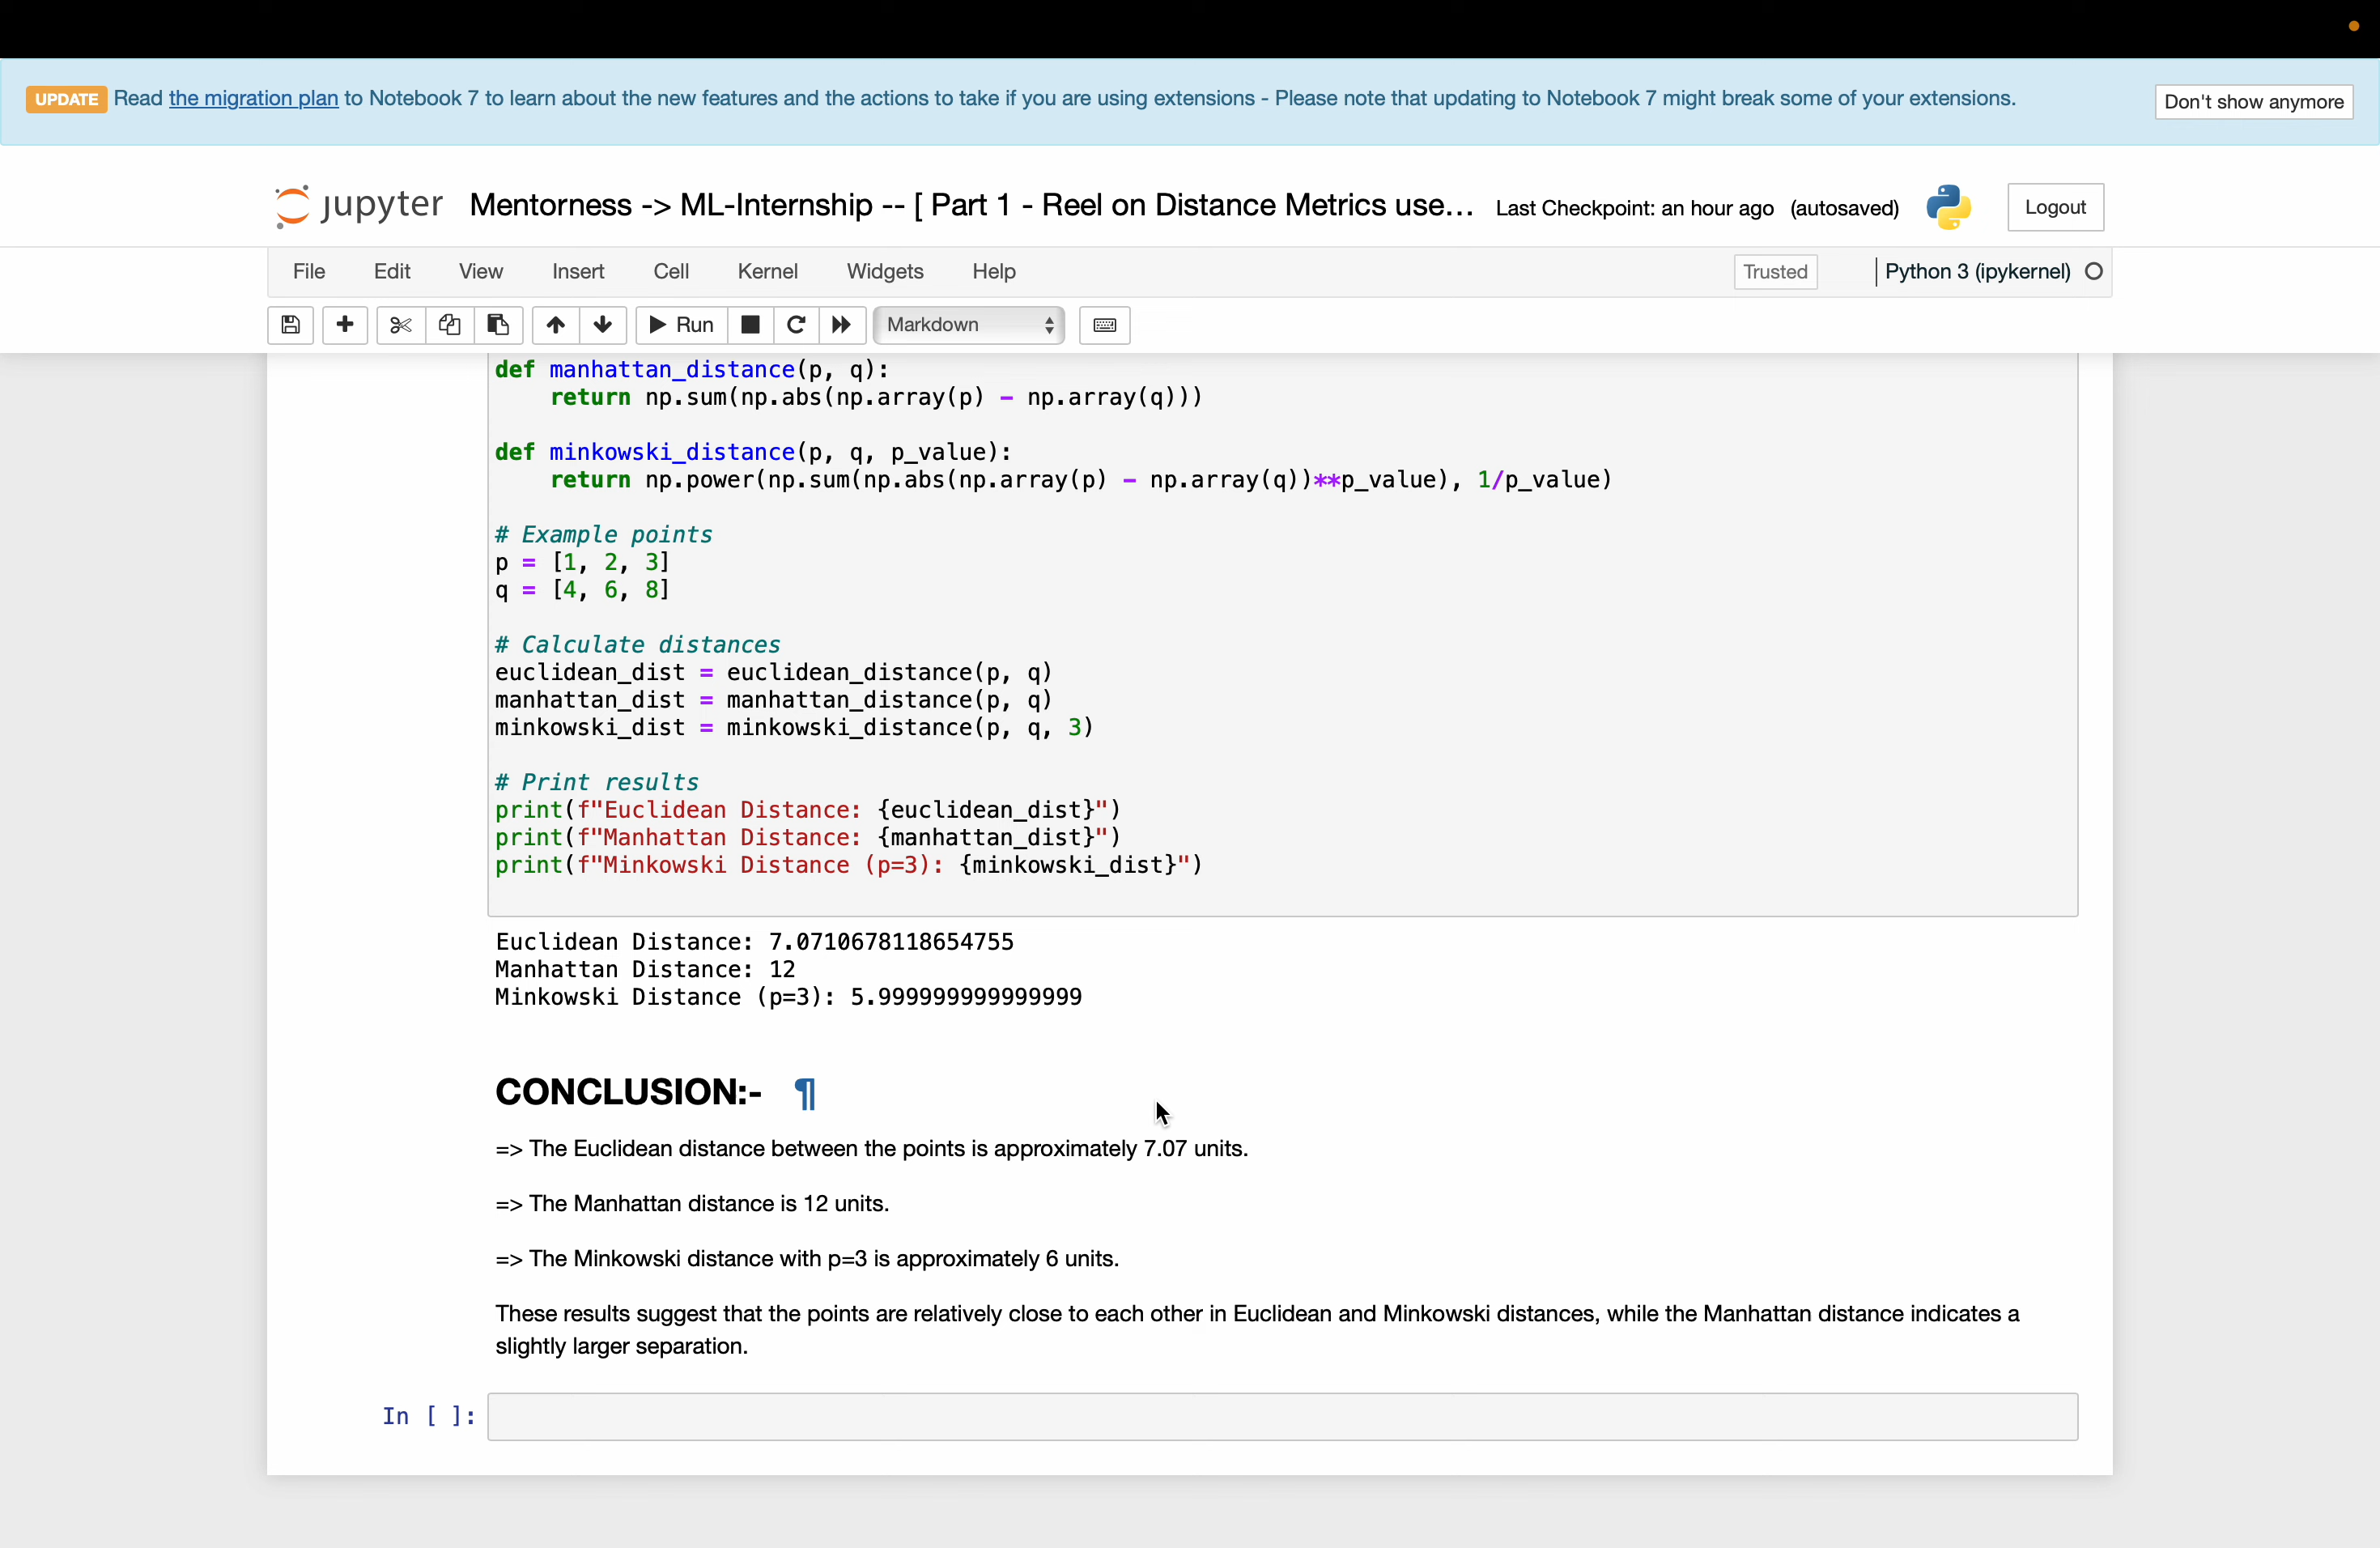 UPDATE Read the migration plan to Notebook 7 to learn about the new features and the actions to take if you are using extensions - Please note that updating to Notebook 7 might break some of your extensions.
Don't show anymore
jupyter Mentorness -> ML-Internship -- [ Part 1 - Reel on Distance Metrics use... Last Checkpoint: an hour ago (autosaved)
Logout
File Edit View Insert Cell Kernel Widgets Help
Trusted
Python 3 (ipykernel)
Run
Markdown
def manhattan_distance(p, q):
    return np.sum(np.abs(np.array(p) - np.array(q)))
def minkowski_distance(p, q, p_value):
    return np.power(np.sum(np.abs(np.array(p) - np.array(q))**p_value), 1/p_value)
# Example points
p = [1, 2, 3]
q = [4, 6, 8]
# Calculate distances
euclidean_dist = euclidean_distance(p, q)
manhattan_dist = manhattan_distance(p, q)
minkowski_dist = minkowski_distance(p, q, 3)
# Print results
print(f"Euclidean Distance: {euclidean_dist}")
print(f"Manhattan Distance: {manhattan_dist}")
print(f"Minkowski Distance (p=3): {minkowski_dist}")
Euclidean Distance: 7.0710678118654755
Manhattan Distance: 12
Minkowski Distance (p=3): 5.999999999999999
CONCLUSION:- ¶
=> The Euclidean distance between the points is approximately 7.07 units.
=> The Manhattan distance is 12 units.
=> The Minkowski distance with p=3 is approximately 6 units.
These results suggest that the points are relatively close to each other in Euclidean and Minkowski distances, while the Manhattan distance indicates a
slightly larger separation.
In [ ]: